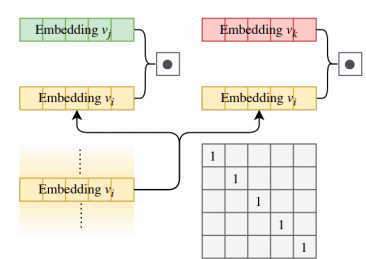 Embedding v_j
Embedding v_k
Embedding v_i
Embedding v_i
Embedding v_i
1
1
1
1
1